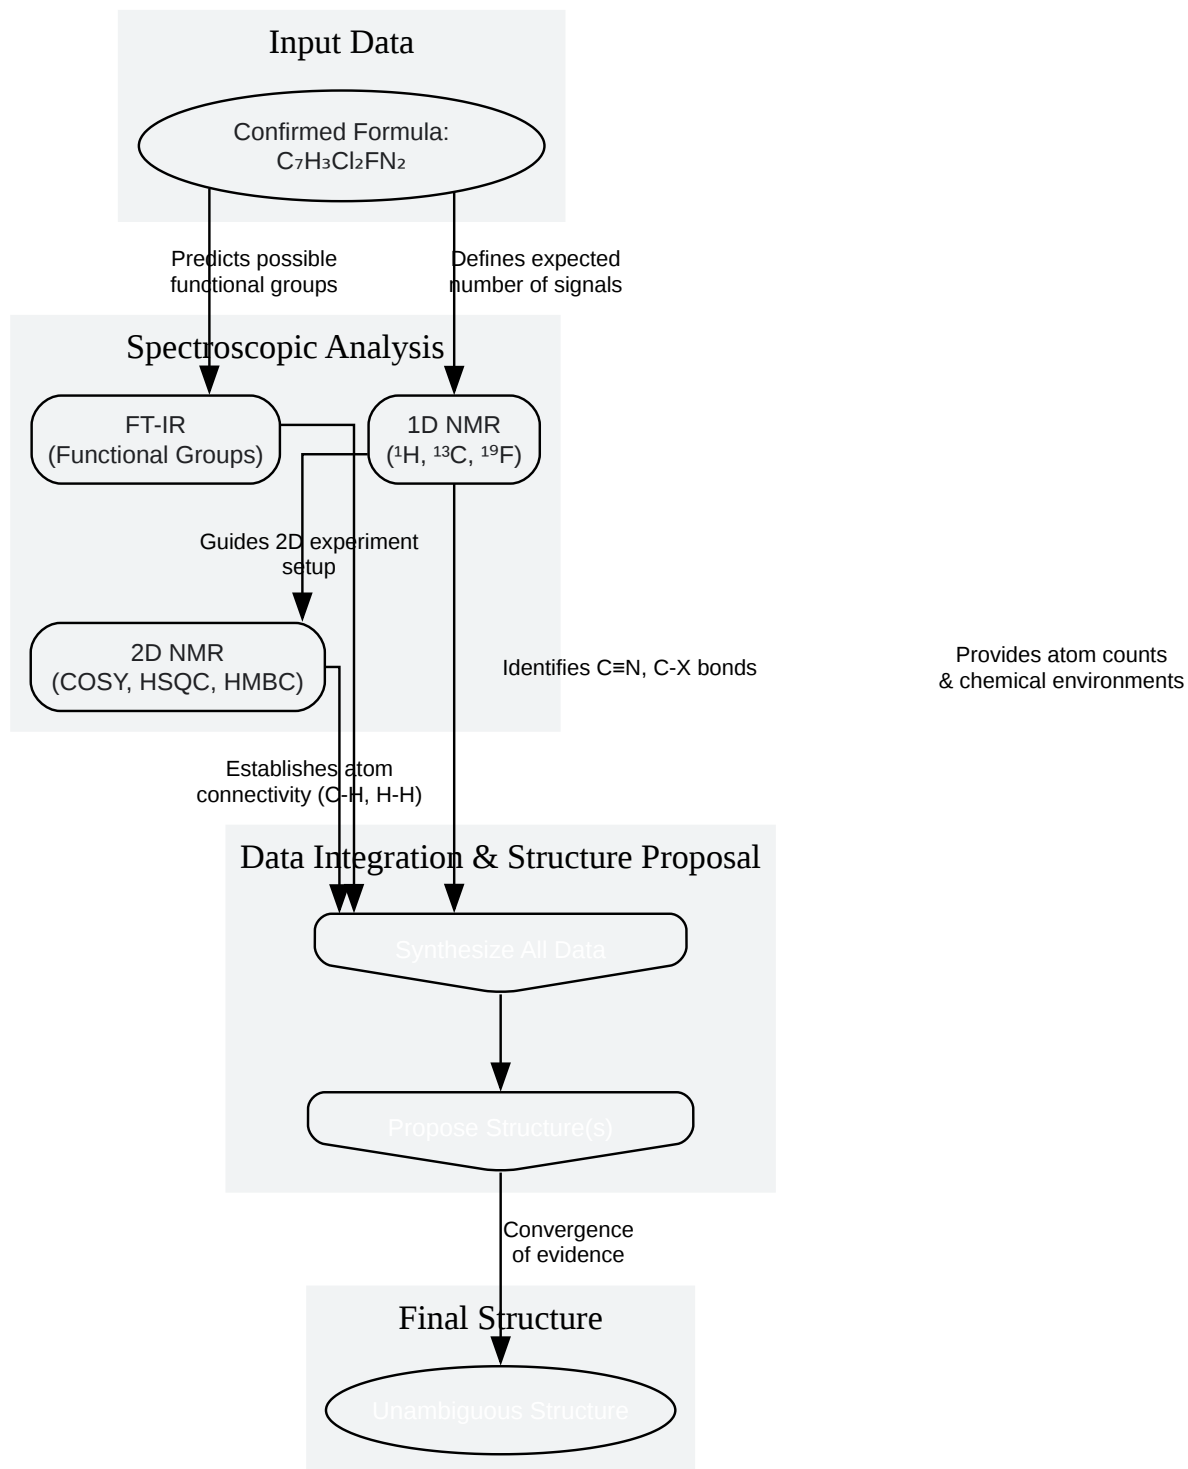 Input Data
Confirmed Formula:
C₇H₃Cl₂FN₂
Predicts possible
functional groups
Defines expected
number of signals
Spectroscopic Analysis
FT-IR
(Functional Groups)
1D NMR
(¹H, ¹³C, ¹⁹F)
Guides 2D experiment
setup
2D NMR
(COSY, HSQC, HMBC)
Identifies C≡N, C-X bonds
Provides atom counts
& chemical environments
Establishes atom
connectivity (C-H, H-H)
Data Integration & Structure Proposal
Synthesize All Data
Propose Structure(s)
Convergence
of evidence
Final Structure
Unambiguous Structure